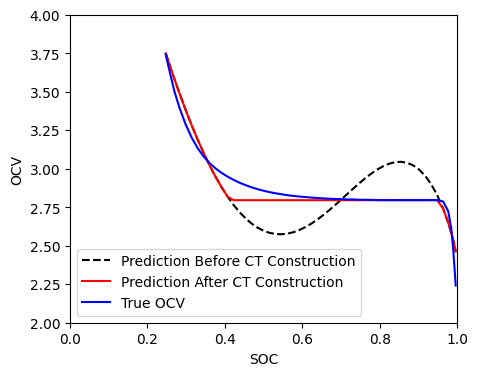 4.00
3.75
3.50
3.25
3.00
2.75
2.50
2.25
2.00
OCV
Prediction Before CT Construction
Prediction After CT Construction
True OCV
0.0 0.2 0.4 0.6 0.8 1.0
SOC